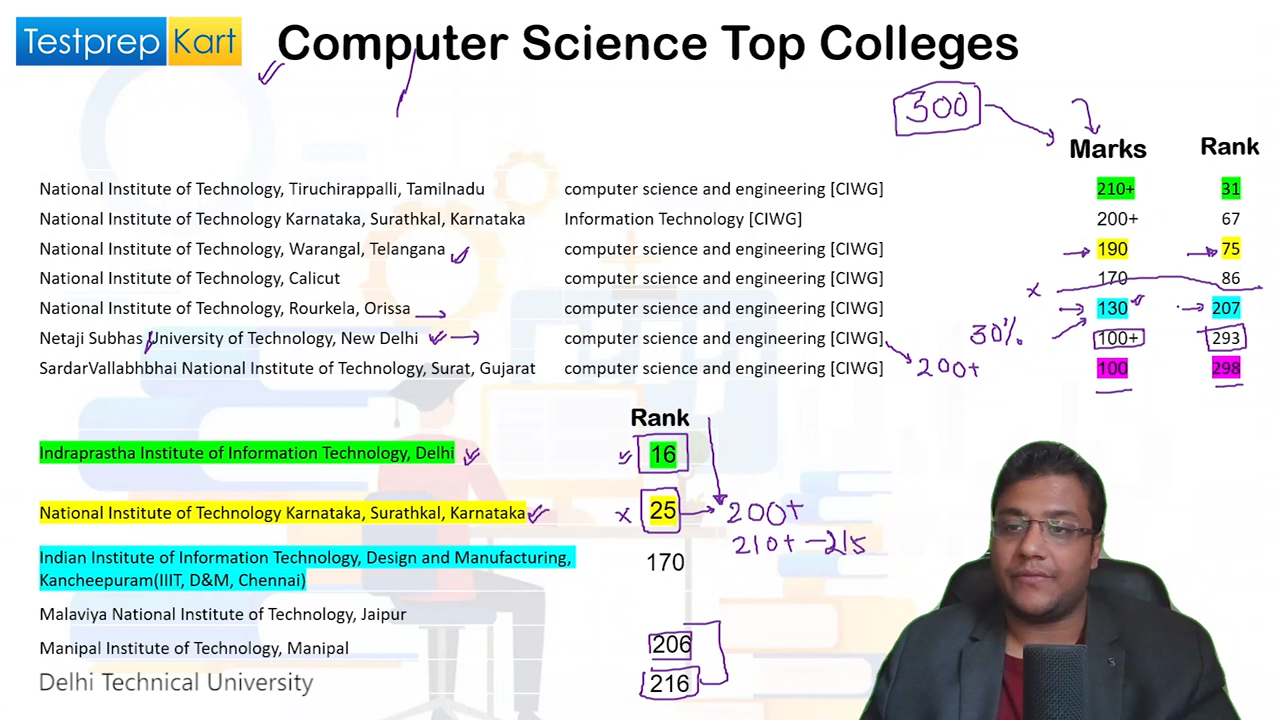 Testprep Kart
Computer Science Top Colleges
300
Marks Rank
National Institute of Technology, Tiruchirappalli, Tamilnadu computer science and engineering [CIWG] 210+ 31
National Institute of Technology Karnataka, Surathkal, Karnataka Information Technology [CIWG] 200+ 67
National Institute of Technology, Warangal, Telangana computer science and engineering [CIWG] 190 75
National Institute of Technology, Calicut computer science and engineering [CIWG] 170 86
National Institute of Technology, Rourkela, Orissa computer science and engineering [CIWG] x 130 207
Netaji Subhas University of Technology, New Delhi computer science and engineering [CIWG] 30% 100+ 293
SardarVallabhbhai National Institute of Technology, Surat, Gujarat computer science and engineering [CIWG] 200+ 100 298
Rank
Indraprastha Institute of Information Technology, Delhi 16
National Institute of Technology Karnataka, Surathkal, Karnataka x 25 200+
210+ - 215
Indian Institute of Information Technology, Design and Manufacturing, 170
Kancheepuram(IIIT, D&M, Chennai)
Malaviya National Institute of Technology, Jaipur
Manipal Institute of Technology, Manipal 206
Delhi Technical University 216